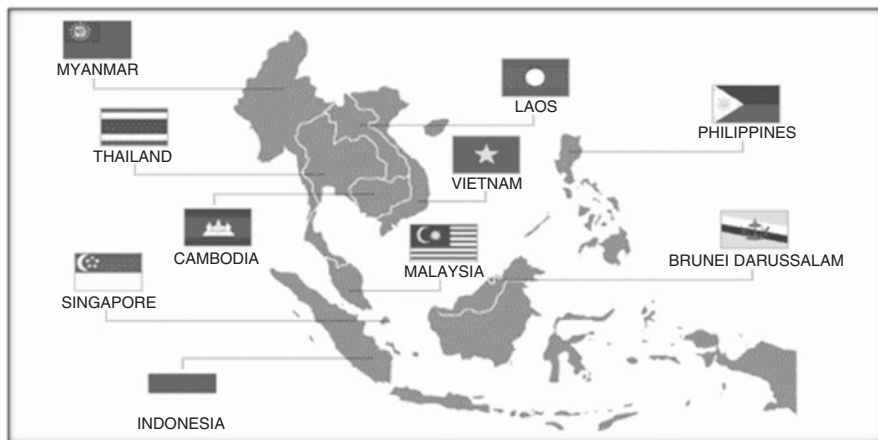 MYANMAR
LAOS
PHILIPPINES
THAILAND
VIETNAM
CAMBODIA
MALAYSIA
BRUNEI DARUSSALAM
SINGAPORE
INDONESIA